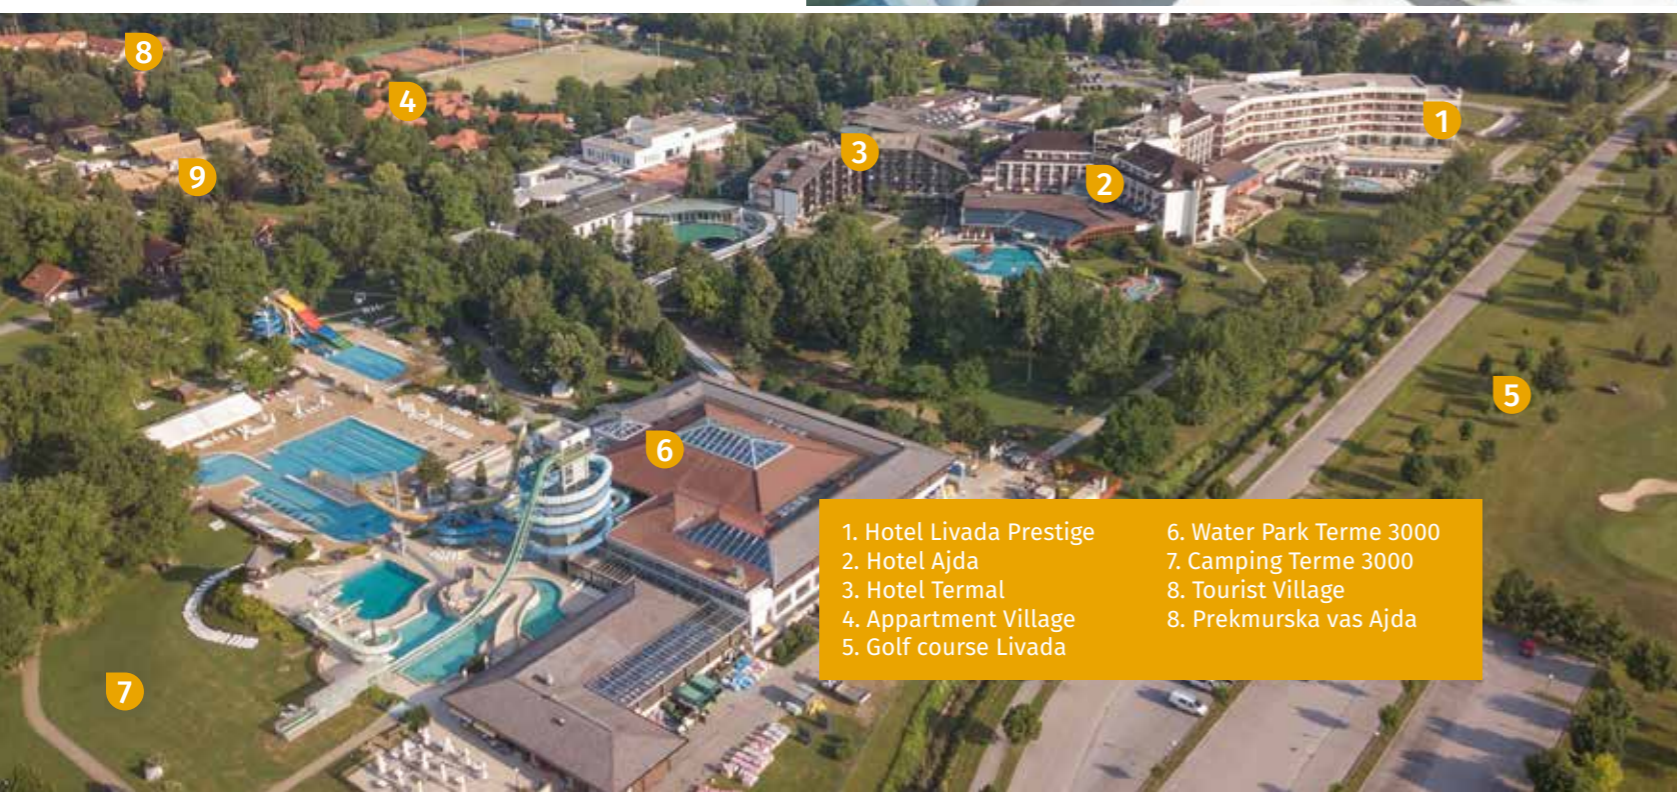 8
4
1
3
2
9
5
6
7
1. Hotel Livada Prestige
2. Hotel Ajda
3. Hotel Termal
4. Appartment Village
5. Golf course Livada
6. Water Park Terme 3000
7. Camping Terme 3000
8. Tourist Village
8. Prekmurska vas Ajda